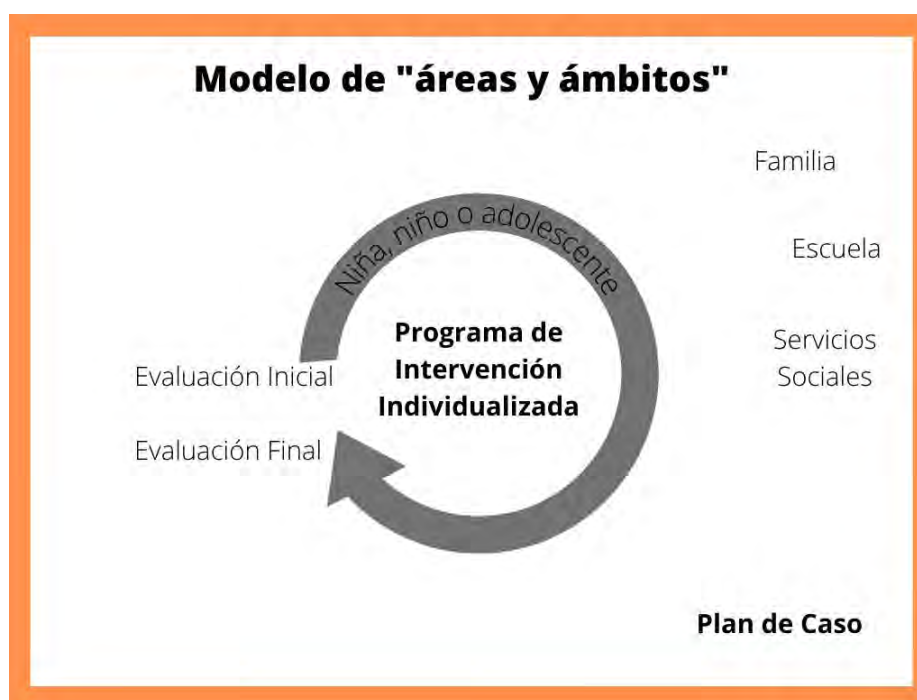 Modelo de "áreas y ámbitos"
Familia
Niña, niño o adolescente
Escuela
Programa de
Intervención
Individualizada
Servicios
Sociales
Evaluación Inicial
Evaluación Final
Plan de Caso